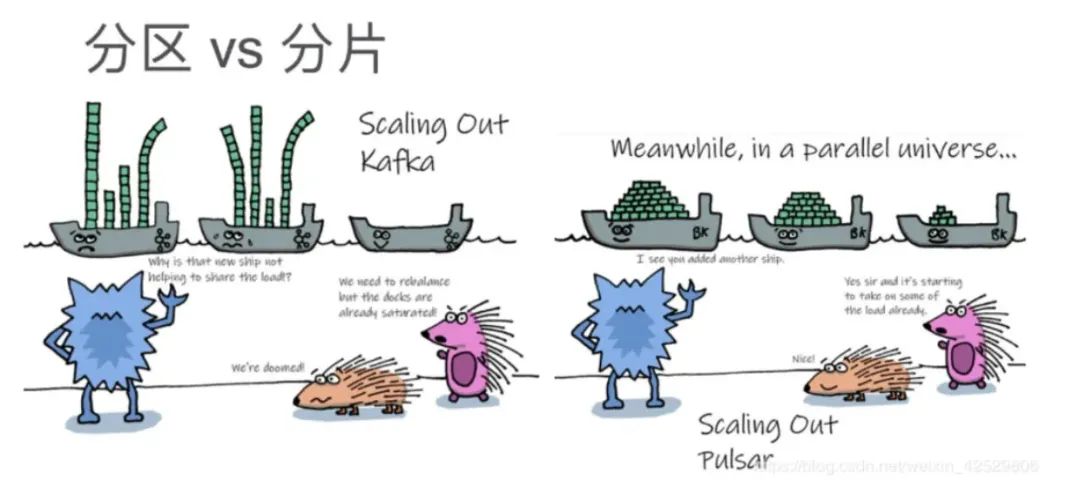 分区 vs 分片
Scaling Out
Kafka
Why is that new ship not
helping to share the load!?
We need to rebalance
but the docks are
already saturated!
We're doomed!
Meanwhile, in a parallel universe...
BK
BK
BK
I see you added another ship.
Yes sir and it's starting
to take on some of
the load already.
Nice!
Scaling Out
Pulsar
https://blog.csdn.net/weixin_43529806